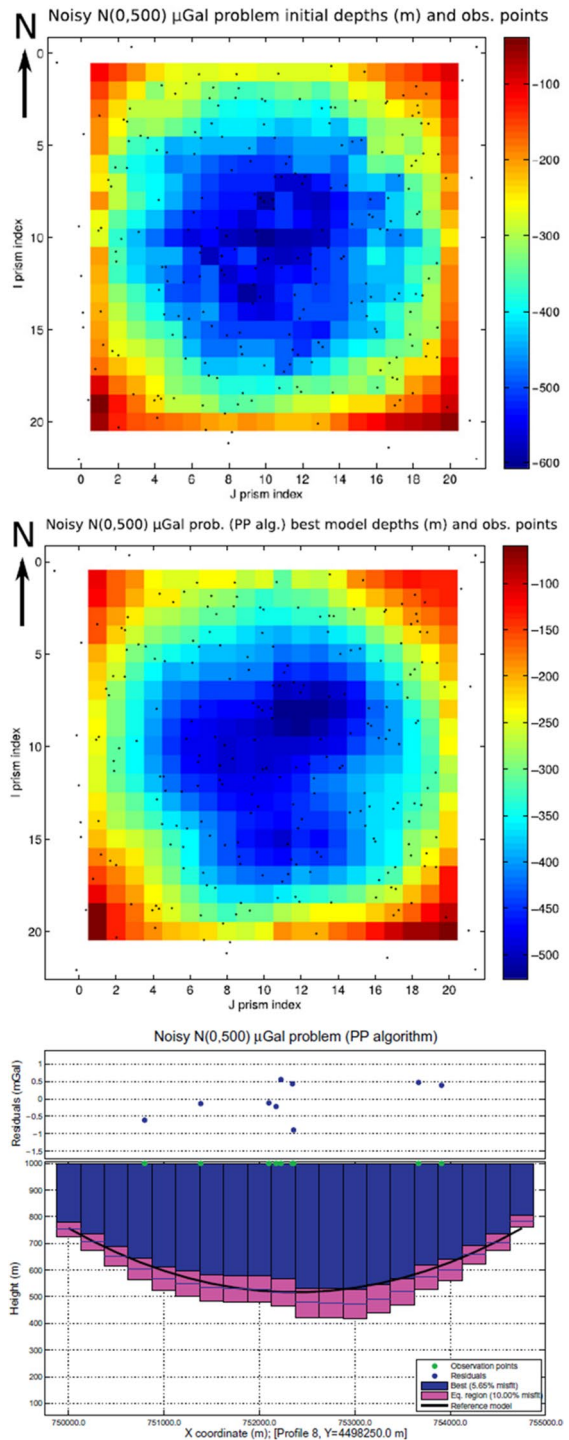 Noisy N(0,500) μGal problem initial depths (m) and obs. points
N
0
5
10
15
20
I prism index
0 2 4 6 8 10 12 14 16 18 20
J prism index
−100
−200
−300
−400
−500
−600
Noisy N(0,500) μGal prob. (PP alg.) best model depths (m) and obs. points
N
0
5
10
15
20
I prism index
0 2 4 6 8 10 12 14 16 18 20
J prism index
−100
−150
−200
−250
−300
−350
−400
−450
−500
Noisy N(0,500) μGal problem (PP algorithm)
Residuals (mGal)
1
0.5
0
−0.5
−1
−1.5
Height (m)
1000
900
800
700
600
500
400
300
200
100
Observation points
Residuals
Best (5.65% misfit)
Eq. region (10.00% misfit)
Reference model
750000.0 751000.0 752000.0 753000.0 754000.0 755000.0
X coordinate (m); [Profile 8, Y=4498250.0 m]